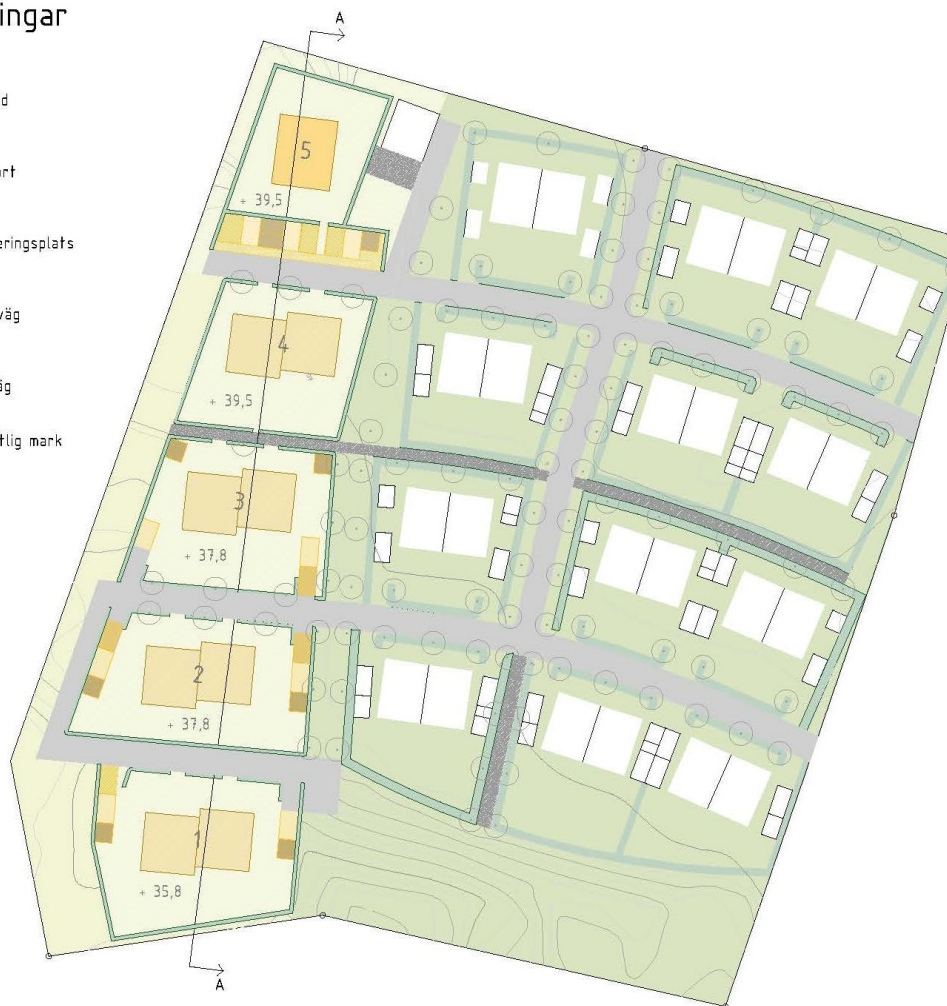 ingar
A
d
5
rt
+ 39,5
eringsplats
väg
4
äg
+ 39,5
tlig mark
3
+ 37,8
2
+ 37,8
1
+ 35,8
A